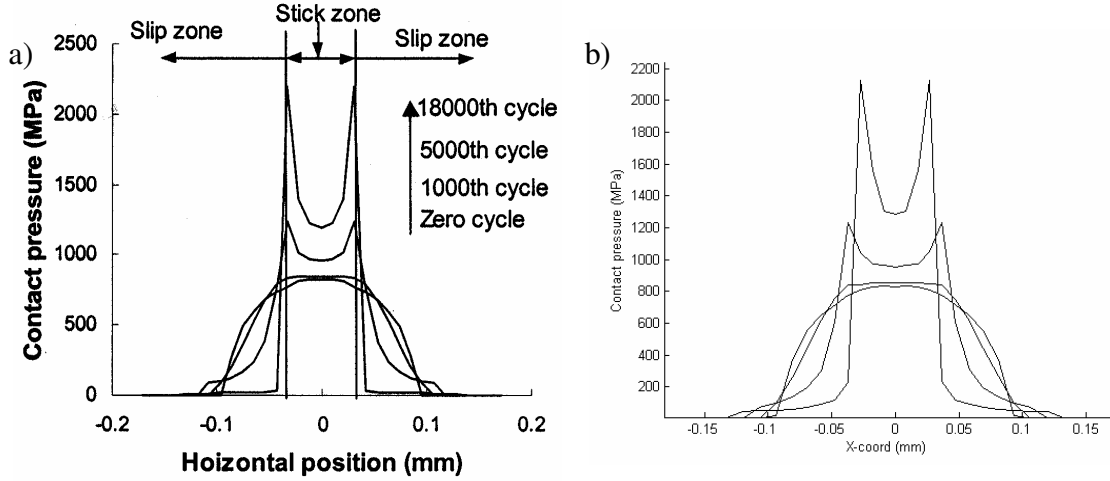 a)
Slip zone
Stick zone
Slip zone
2500
2000
1500
1000
500
0
Contact pressure (MPa)
18000th cycle
5000th cycle
1000th cycle
Zero cycle
-0.2
-0.1
0
0.1
0.2
Hoizontal position (mm)
b)
2200
2000
1800
1600
1400
1200
1000
800
600
400
200
Contact pressure (MPa)
-0.15
-0.1
-0.05
0
0.05
0.1
0.15
X-coord (mm)